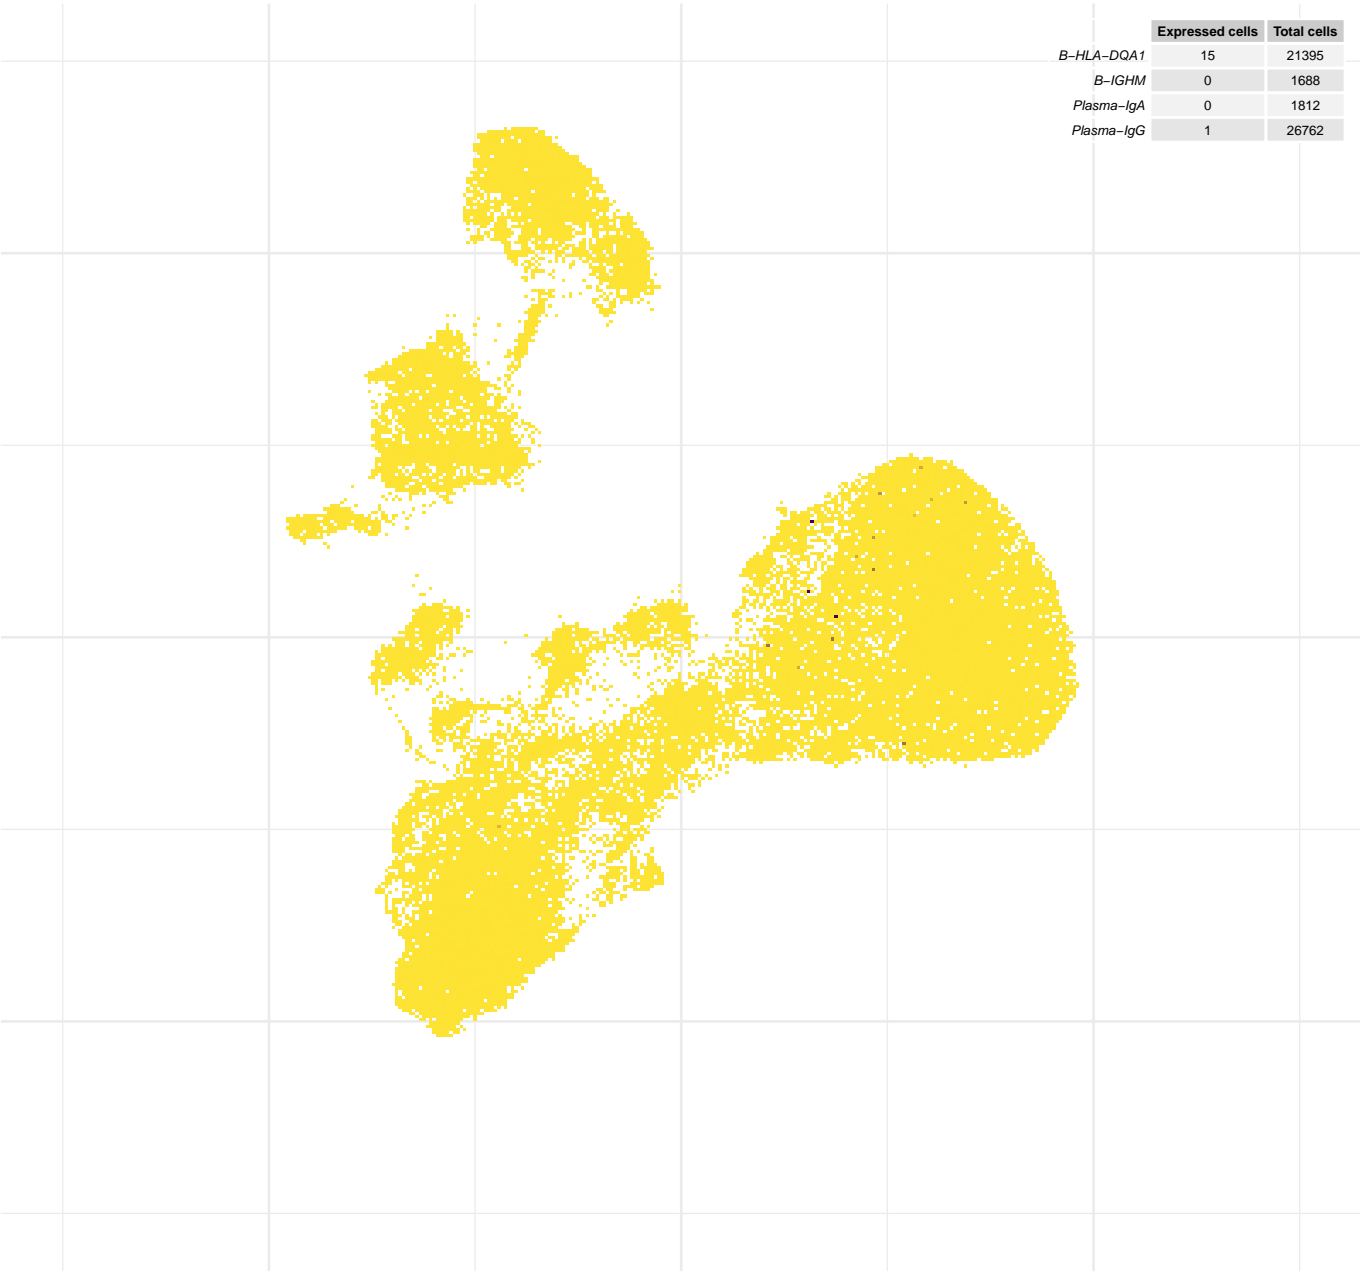 Expressed cells Total cells
B−HLA−DQA1 15 21395
B−IGHM 0 1688
Plasma−IgA 0 1812
Plasma−IgG 1 26762